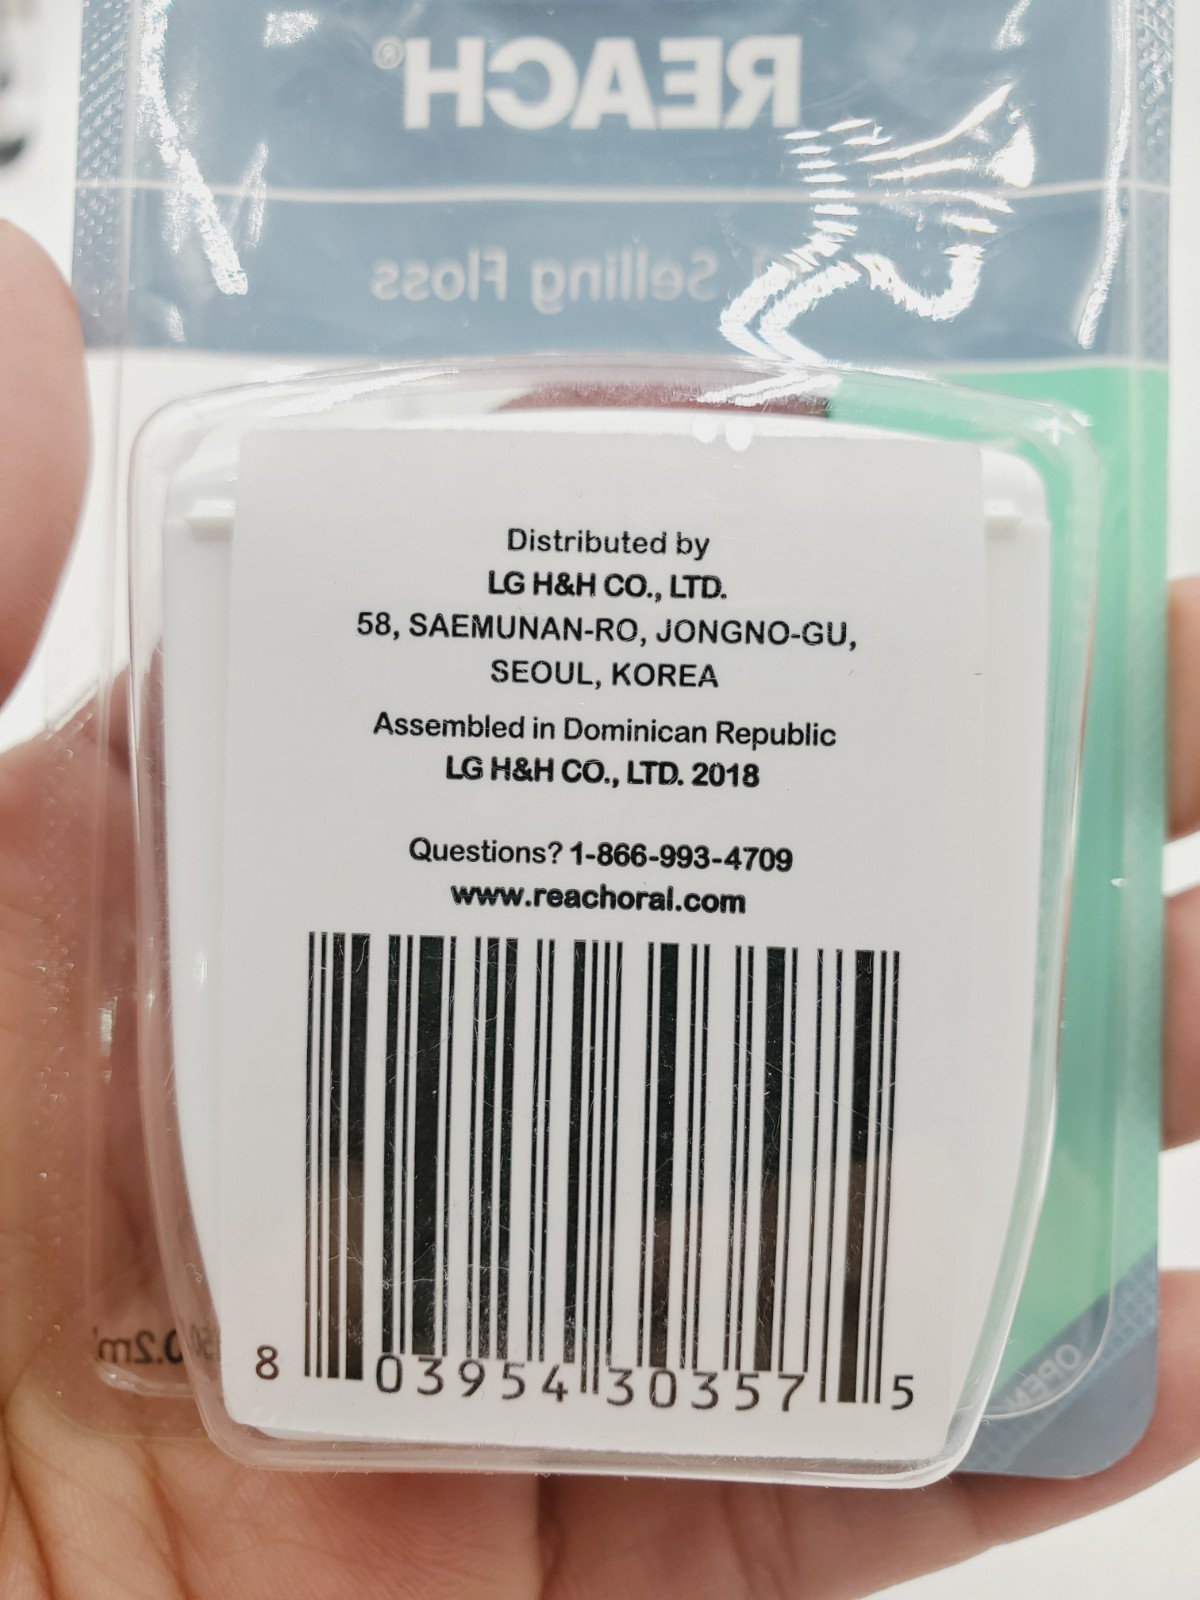 REACH®
Selling Floss
Distributed by
LG H&H CO., LTD.
58, SAEMUNAN-RO, JONGNO-GU,
SEOUL, KOREA
Assembled in Dominican Republic
LG H&H CO., LTD. 2018
Questions? 1-866-993-4709
www.reachoral.com
8 03954 30357 5
OPEN